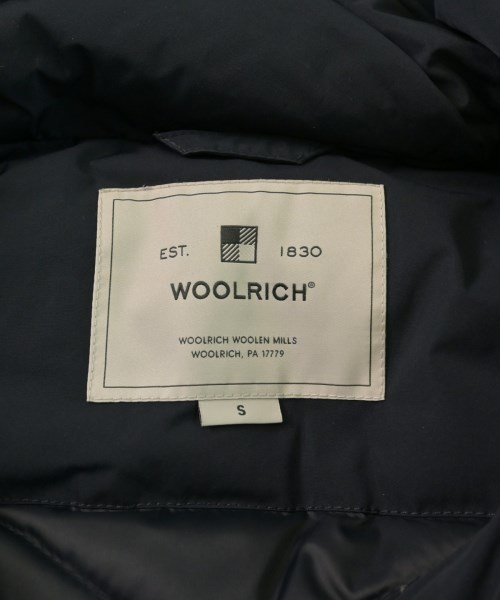 EST. 1830
WOOLRICH®
WOOLRICH WOOLEN MILLS
WOOLRICH, PA 17779
S